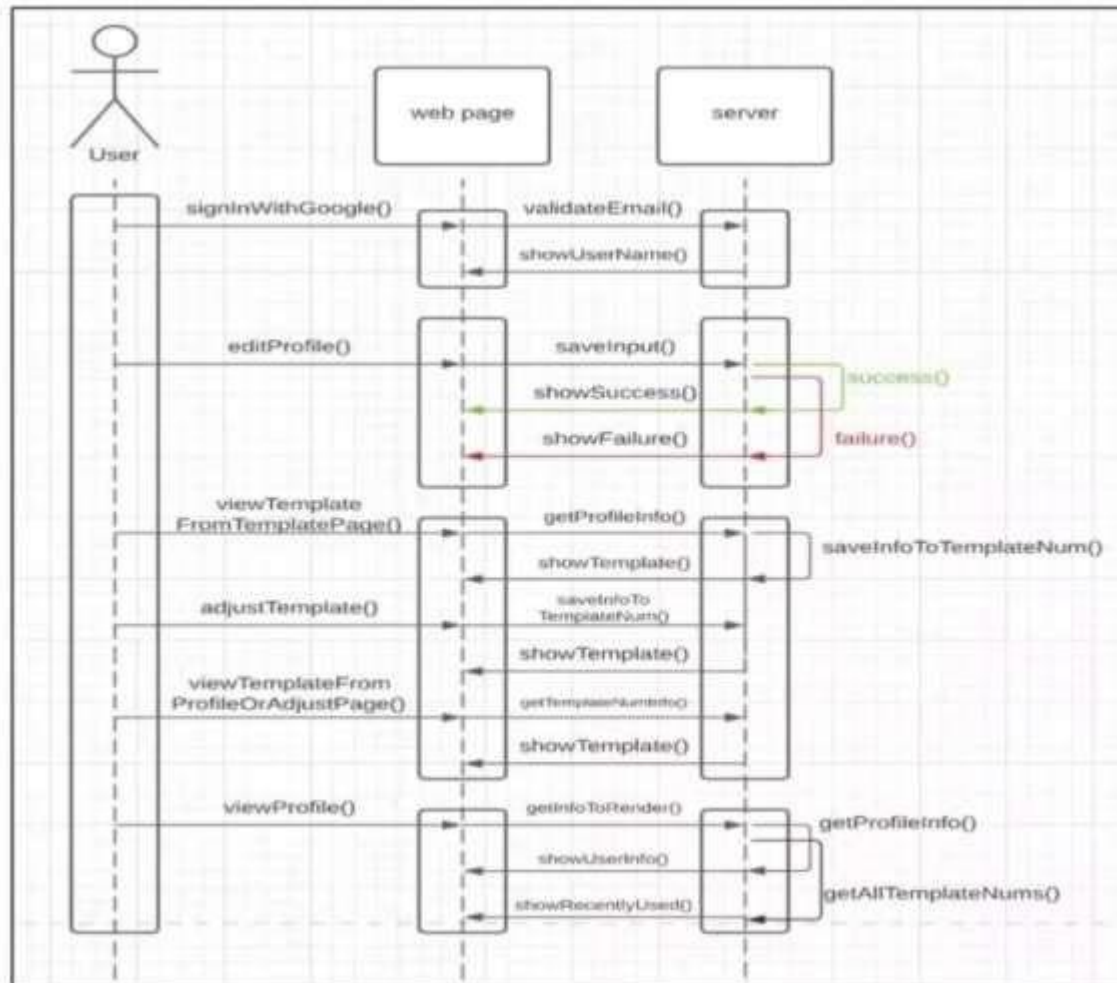 web page
server
User
signInWithGoogle()
validateEmail()
showUserName()
editProfile()
saveInput()
success()
showSuccess()
showFailure()
failure()
viewTemplate
FromTemplatePage()
getProfileInfo()
saveInfoToTemplateNum()
showTemplate()
adjustTemplate()
saveInfoTo
TemplateNum()
showTemplate()
viewTemplateFrom
ProfileOrAdjustPage()
getTemplateNumInfo()
showTemplate()
viewProfile()
getInfoToRender()
getProfileInfo()
showUserInfo()
getAllTemplateNums()
showRecentlyUsed()